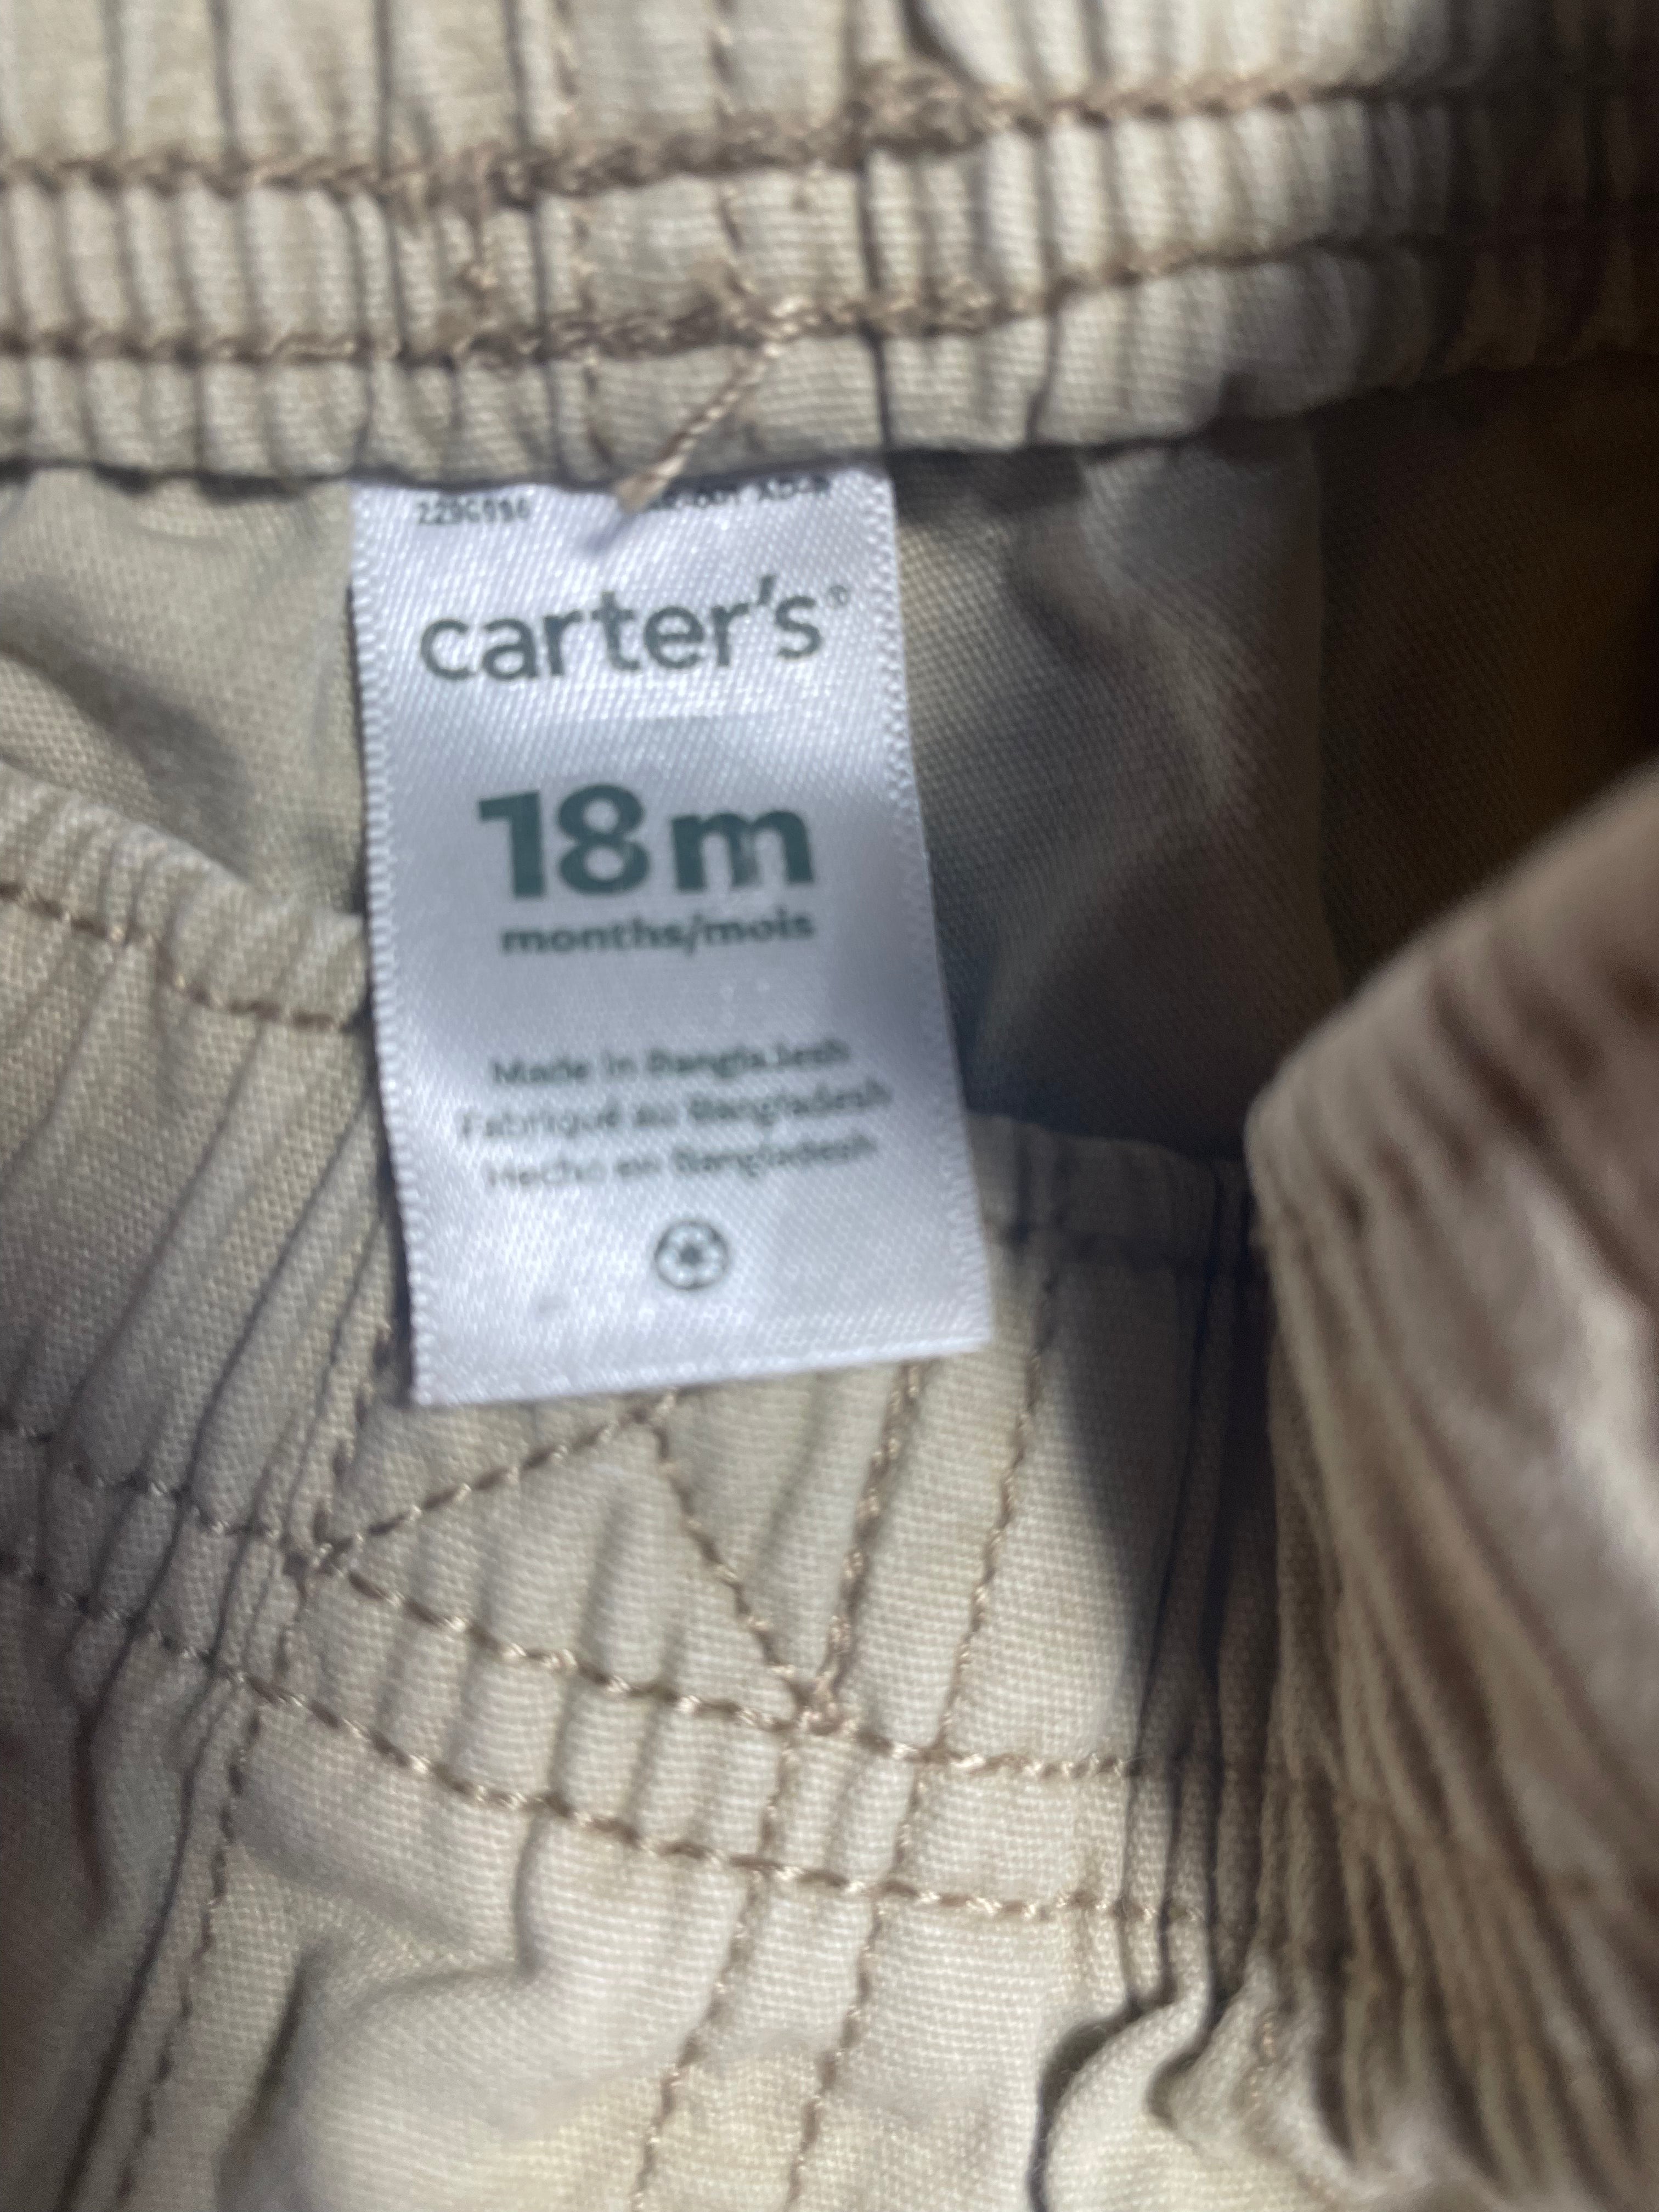 carter's®
18m
months/mois
Made in Bangladesh
Fabriqué au Bangladesh
Hecho en Bangladesh